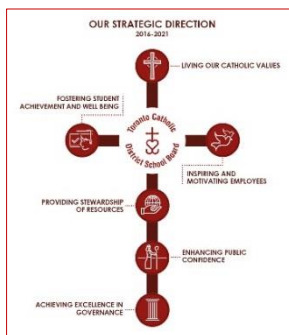 OUR STRATEGIC DIRECTION
2016-2021
LIVING OUR CATHOLIC VALUES
FOSTERING STUDENT
ACHIEVEMENT AND WELL BEING
Toronto Catholic
District School Board
INSPIRING AND
MOTIVATING EMPLOYEES
PROVIDING STEWARDSHIP
OF RESOURCES
ENHANCING PUBLIC
CONFIDENCE
ACHIEVING EXCELLENCE IN
GOVERNANCE